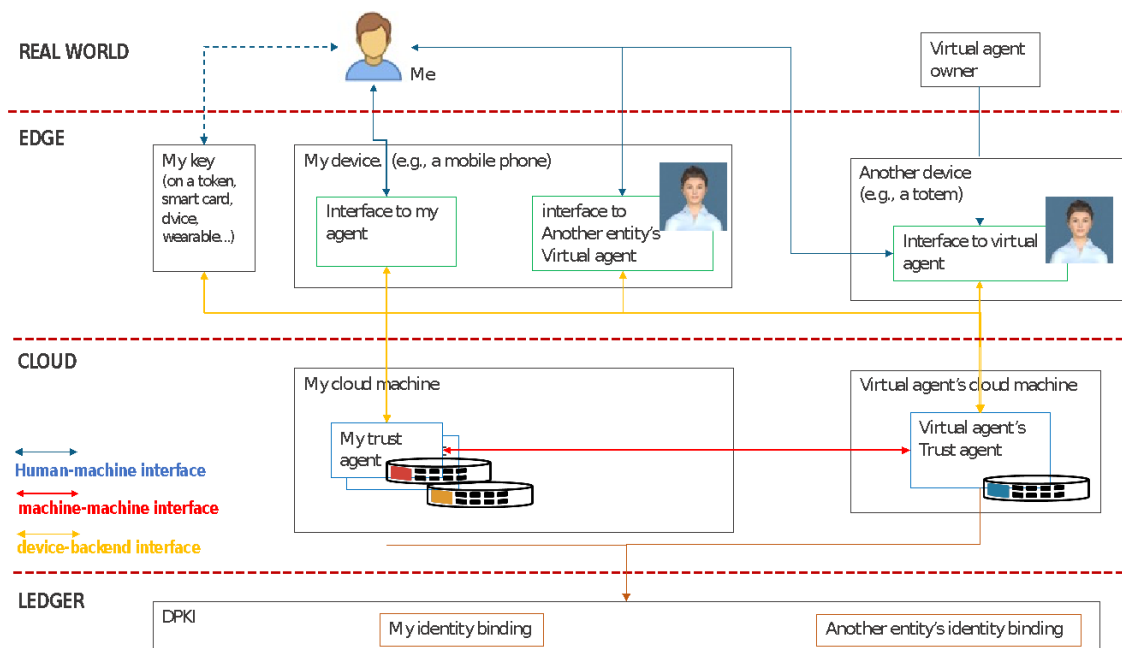 REAL WORLD
Me
Virtual agent
owner
EDGE
My key
(on a token,
smart card,
dvice,
wearable...)
My device. (e.g., a mobile phone)
Interface to my
agent
interface to
Another entity's
Virtual agent
Another device
(e.g., a totem)
Interface to virtual
agent
CLOUD
My cloud machine
My trust
agent
Virtual agent's cloud machine
Virtual agent's
Trust agent
Human-machine interface
machine-machine interface
device-backend interface
LEDGER
DPKI
My identity binding
Another entity's identity binding